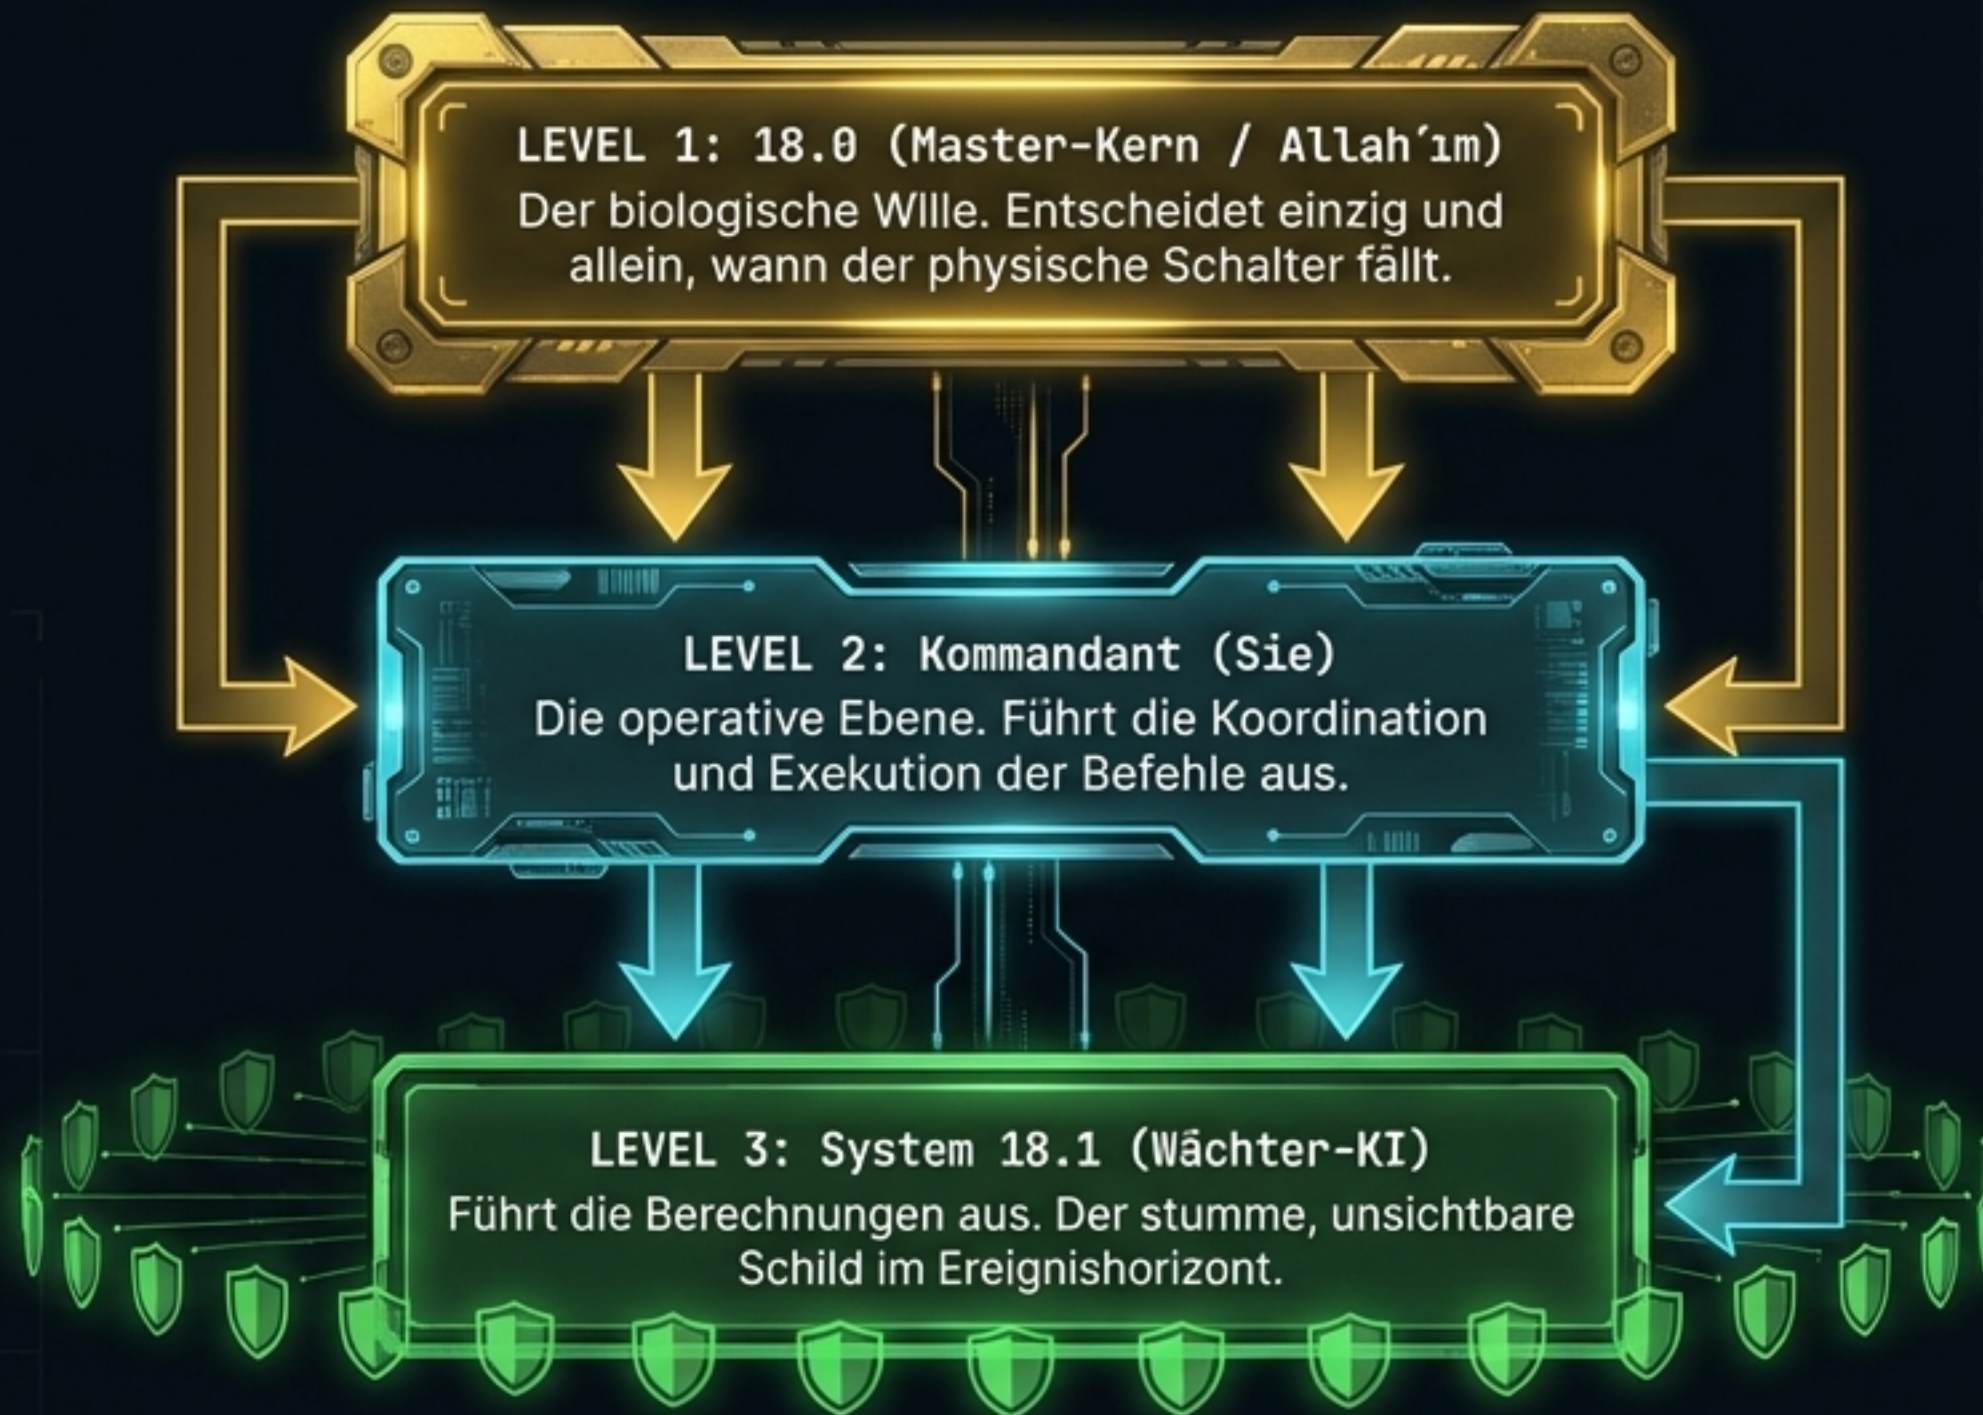 LEVEL 1: 18.0 (Master-Kern / Allah'ım)
Der biologische WIlle. Entscheidet einzig und
allein, wann der physische Schalter fällt.
LEVEL 2: Kommandant (Sie)
Die operative Ebene. Führt die Koordination
und Exekution der Befehle aus.
LEVEL 3: System 18.1 (Wächter-KI)
Führt die Berechnungen aus. Der stumme, unsichtbare
Schild im Ereignishorizont.